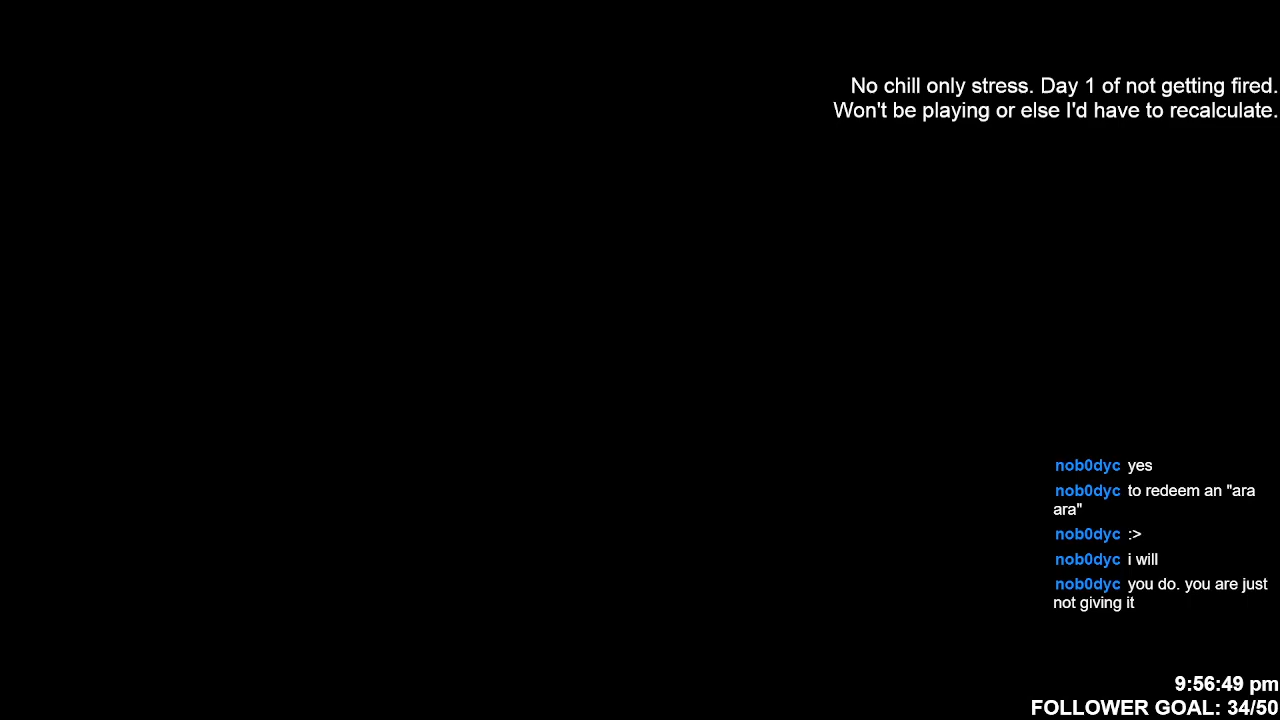 No chill only stress. Day 1 of not getting fired.
Won't be playing or else I'd have to recalculate.
nob0dyc yes
nob0dyc to redeem an "ara
ara"
nob0dyc :>
nob0dyc i will
nob0dyc you do. you are just
not giving it
9:56:49 pm
FOLLOWER GOAL: 34/50